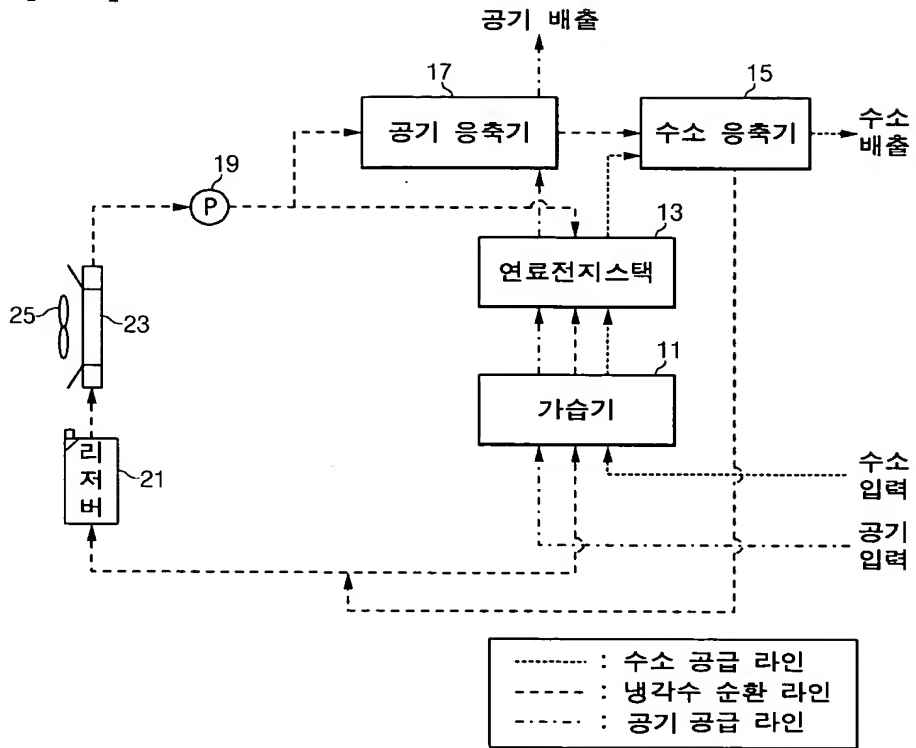 공기 배출
17
15
공기 응축기
수소 응축기
수소
배출
19
P
13
연료전지스택
25
23
11
가습기
리
저
버
21
수소
입력
공기
입력
: 수소 공급 라인
: 냉각수 순환 라인
: 공기 공급 라인